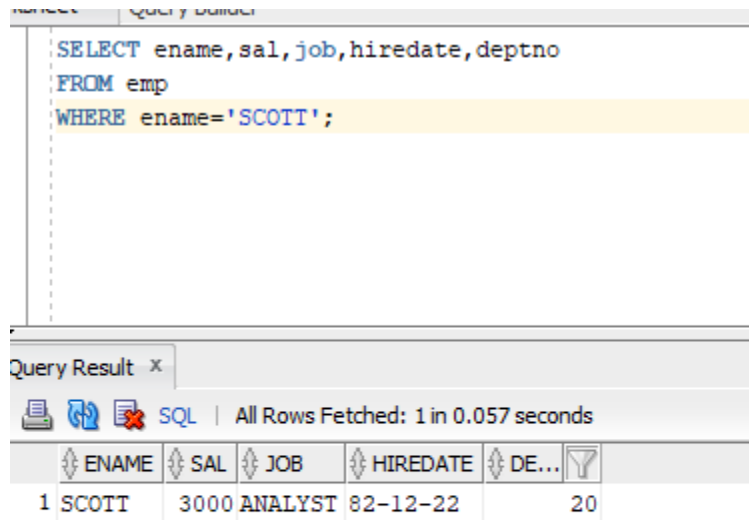 Query Builder
SELECT ename,sal,job,hiredate,deptno
FROM emp
WHERE ename='SCOTT';
Query Result x
SQL | All Rows Fetched: 1 in 0.057 seconds
ENAME SAL JOB HIREDATE DE...
1 SCOTT 3000 ANALYST 82-12-22 20